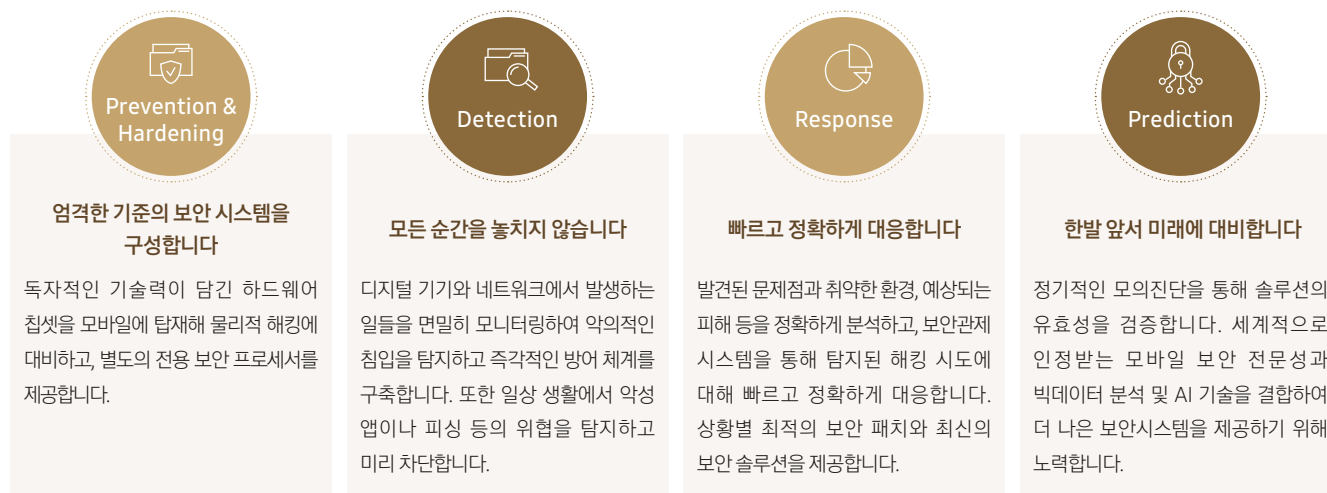 Prevention &
Hardening
엄격한 기준의 보안 시스템을
구성합니다
독자적인 기술력이 담긴 하드웨어
칩셋을 모바일에 탑재해 물리적 해킹에
대비하고, 별도의 전용 보안 프로세서를
제공합니다.
Detection
모든 순간을 놓치지 않습니다
디지털 기기와 네트워크에서 발생하는
일들을 면밀히 모니터링하여 악의적인
침입을 탐지하고 즉각적인 방어 체계를
구축합니다. 또한 일상 생활에서 악성
앱이나 피싱 등의 위협을 탐지하고
미리 차단합니다.
Response
빠르고 정확하게 대응합니다
발견된 문제점과 취약한 환경, 예상되는
피해 등을 정확하게 분석하고, 보안관제
시스템을 통해 탐지된 해킹 시도에
대해 빠르고 정확하게 대응합니다.
상황별 최적의 보안 패치와 최신의
보안 솔루션을 제공합니다.
Prediction
한발 앞서 미래에 대비합니다
정기적인 모의진단을 통해 솔루션의
유효성을 검증합니다. 세계적으로
인정받는 모바일 보안 전문성과
빅데이터 분석 및 AI 기술을 결합하여
더 나은 보안시스템을 제공하기 위해
노력합니다.